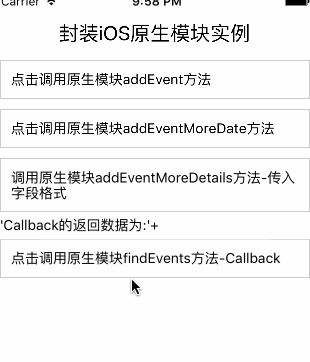 Carrier 9:58 PM
封装iOS原生模块实例
点击调用原生模块addEvent方法
点击调用原生模块addEventMoreDate方法
调用原生模块addEventMoreDetails方法-传入
字段格式
'Callback的返回数据为:'+
点击调用原生模块findEvents方法-Callback